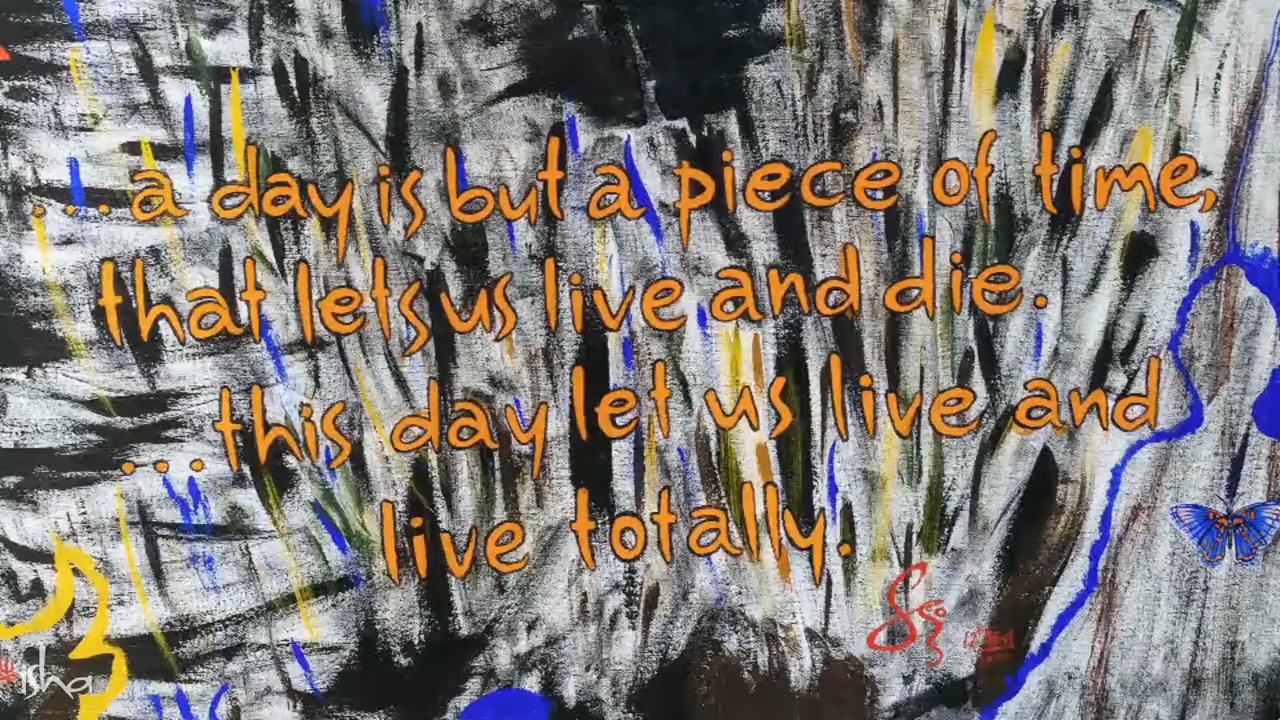 ...a day is but a piece of time,
that lets us live and die.
...this day let us live and
live totally.
isha